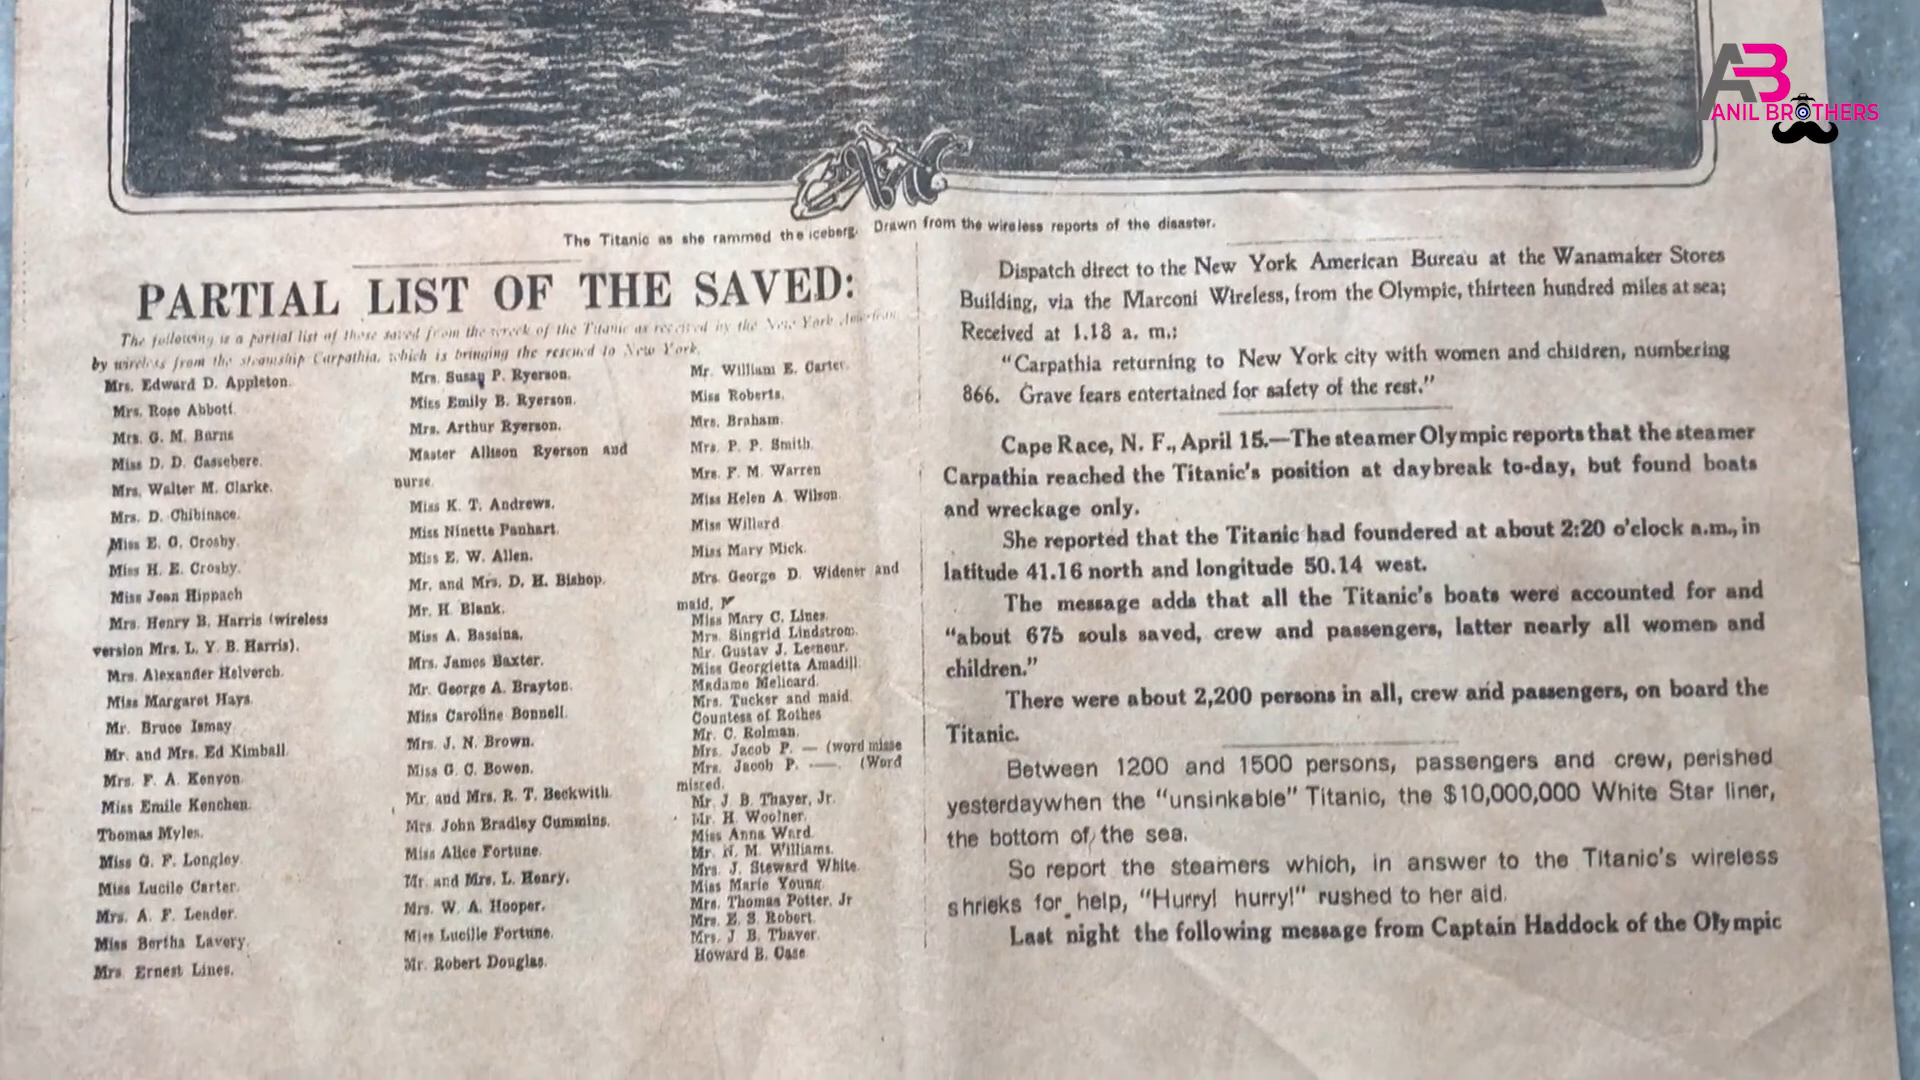 AB
ANIL BROTHERS
The Titanic as she rammed the iceberg. Drawn from the wireless reports of the disaster.
PARTIAL LIST OF THE SAVED:
The following is a partial list of those saved from the wreck of the Titanic as received by the New York American
by wireless from the steamship Carpathia, which is bringing the rescued to New York.
Mrs. Edward D. Appleton.
Mrs. Rose Abbott.
Mrs. G. M. Burns
Miss D. D. Cassebere.
Mrs. Walter M. Clarke.
Mrs. D. Chibinace.
Miss E. G. Crosby.
Miss H. E. Crosby.
Miss Jean Hippach
Mrs. Henry B. Harris (wireless
version Mrs. L. Y. B. Harris).
Mrs. Alexander Halverch.
Miss Margaret Hays.
Mr. Bruce Ismay
Mr. and Mrs. Ed Kimball.
Mrs. F. A. Kenyon.
Miss Emile Kenchen.
Thomas Myles.
Miss G. F. Longley
Miss Lucile Carter.
Mrs. A. F. Leader.
Miss Bertha Lavery.
Mrs. Ernest Lines.
Mrs. Susan P. Ryerson.
Miss Emily B. Ryerson.
Mrs. Arthur Ryerson.
Master Allison Ryerson and
nurse.
Miss K. T. Andrews.
Miss Ninette Panhart.
Miss E. W. Allen.
Mr. and Mrs. D. H. Bishop.
Mr. H. Blank.
Miss A. Bassina.
Mrs. James Baxter.
Mr. George A. Brayton.
Miss Caroline Bonnell.
Mrs. J. N. Brown.
Miss G. C. Bowen.
Mr. and Mrs. R. T. Beckwith.
Mrs. John Bradley Cummins.
Miss Alice Fortune.
Mr. and Mrs. L. Henry.
Mrs. W. A. Hooper.
Miss Lucille Fortune.
Mr. Robert Douglas.
Mr. William E. Carter.
Miss Roberts.
Mrs. Braham.
Mrs. P. P. Smith.
Mrs. F. M. Warren
Miss Helen A. Wilson.
Miss Willard.
Miss Mary Mick.
Mrs. George D. Widener and
maid.
Miss Mary C. Lines.
Mrs. Singrid Lindstrom.
Mr. Gustav J. Lesneur.
Miss Georgietta Amadill.
Madame Melicard.
Mrs. Tucker and maid.
Countess of Rothes
Mr. C. Rolman.
Mrs. Jacob P. — (word misse
Mrs. Jacob P. ——. (Word
missed.
Mr. J. B. Thayer, Jr.
Mr. H. Woolner.
Miss Anna Ward.
Mr. N. M. Williams.
Mrs. J. Steward White.
Miss Marie Young.
Mrs. Thomas Potter, Jr
Mrs. E. S. Robert.
Mrs. J. B. Thayer.
Howard B. Case
Dispatch direct to the New York American Bureau at the Wanamaker Stores
Building, via the Marconi Wireless, from the Olympic, thirteen hundred miles at sea;
Received at 1.18 a. m.:
“Carpathia returning to New York city with women and children, numbering
866. Grave fears entertained for safety of the rest.”
Cape Race, N. F., April 15.—The steamer Olympic reports that the steamer
Carpathia reached the Titanic's position at daybreak to-day, but found boats
and wreckage only.
She reported that the Titanic had foundered at about 2:20 o'clock a.m., in
latitude 41.16 north and longitude 50.14 west.
The message adds that all the Titanic's boats were accounted for and
“about 675 souls saved, crew and passengers, latter nearly all women and
children.”
There were about 2,200 persons in all, crew and passengers, on board the
Titanic.
Between 1200 and 1500 persons, passengers and crew, perished
yesterdaywhen the “unsinkable” Titanic, the $10,000,000 White Star liner,
the bottom of the sea.
So report the steamers which, in answer to the Titanic's wireless
shrieks for help, “Hurry! hurry!” rushed to her aid.
Last night the following message from Captain Haddock of the Olympic